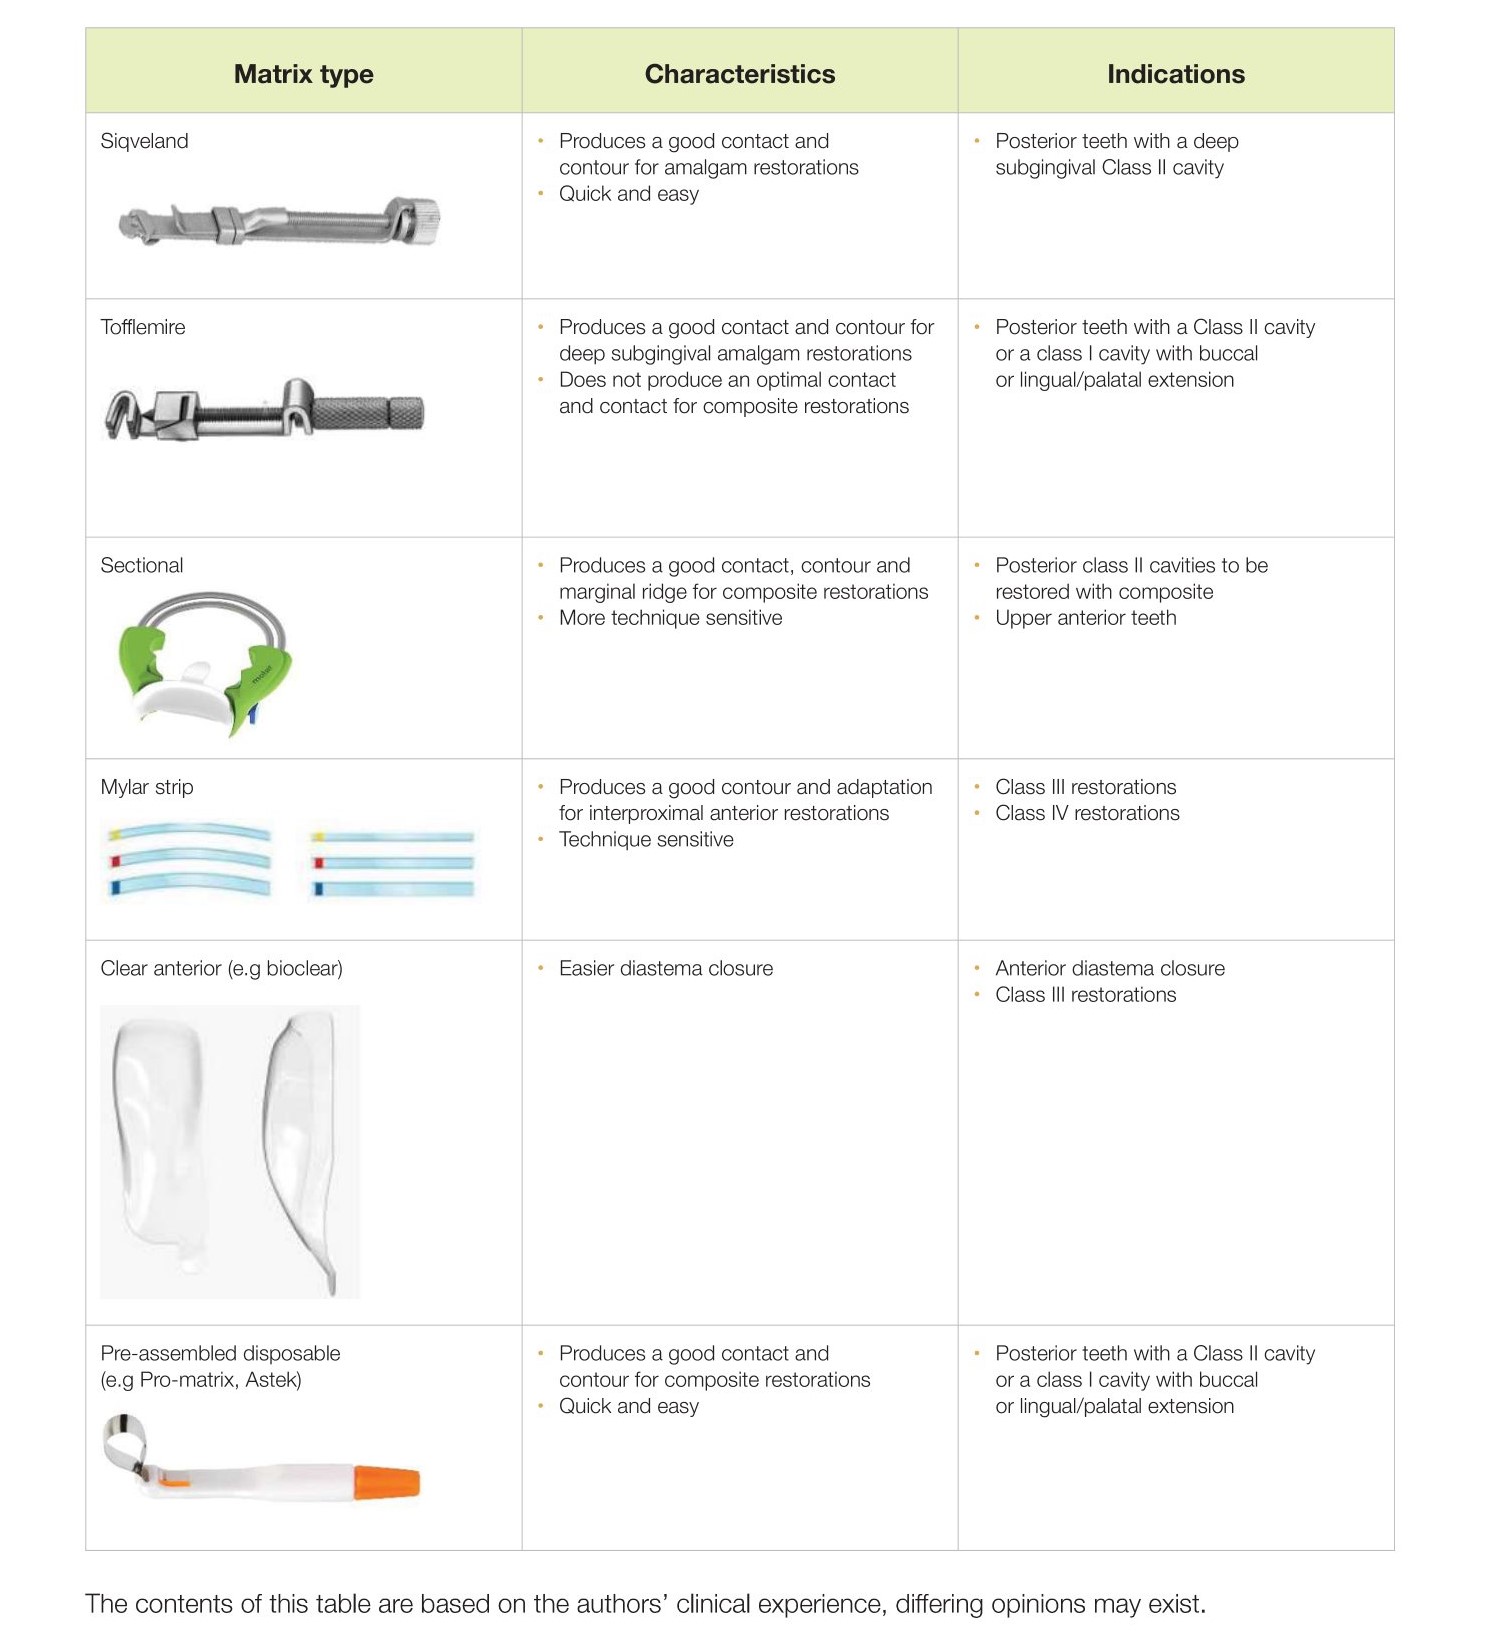 Matrix type
Characteristics
Indications
Siqveland
• Produces a good contact and
contour for amalgam restorations
• Quick and easy
• Posterior teeth with a deep
subgingival Class II cavity
Tofflemire
• Produces a good contact and contour for
deep subgingival amalgam restorations
• Does not produce an optimal contact
and contact for composite restorations
• Posterior teeth with a Class II cavity
or a class I cavity with buccal
or lingual/palatal extension
Sectional
• Produces a good contact, contour and
marginal ridge for composite restorations
• More technique sensitive
• Posterior class II cavities to be
restored with composite
• Upper anterior teeth
Mylar strip
• Produces a good contour and adaptation
for interproximal anterior restorations
• Technique sensitive
• Class III restorations
• Class IV restorations
Clear anterior (e.g bioclear)
• Easier diastema closure
• Anterior diastema closure
• Class III restorations
Pre-assembled disposable
(e.g Pro-matrix, Astek)
• Produces a good contact and
contour for composite restorations
• Quick and easy
• Posterior teeth with a Class II cavity
or a class I cavity with buccal
or lingual/palatal extension
The contents of this table are based on the authors’ clinical experience, differing opinions may exist.